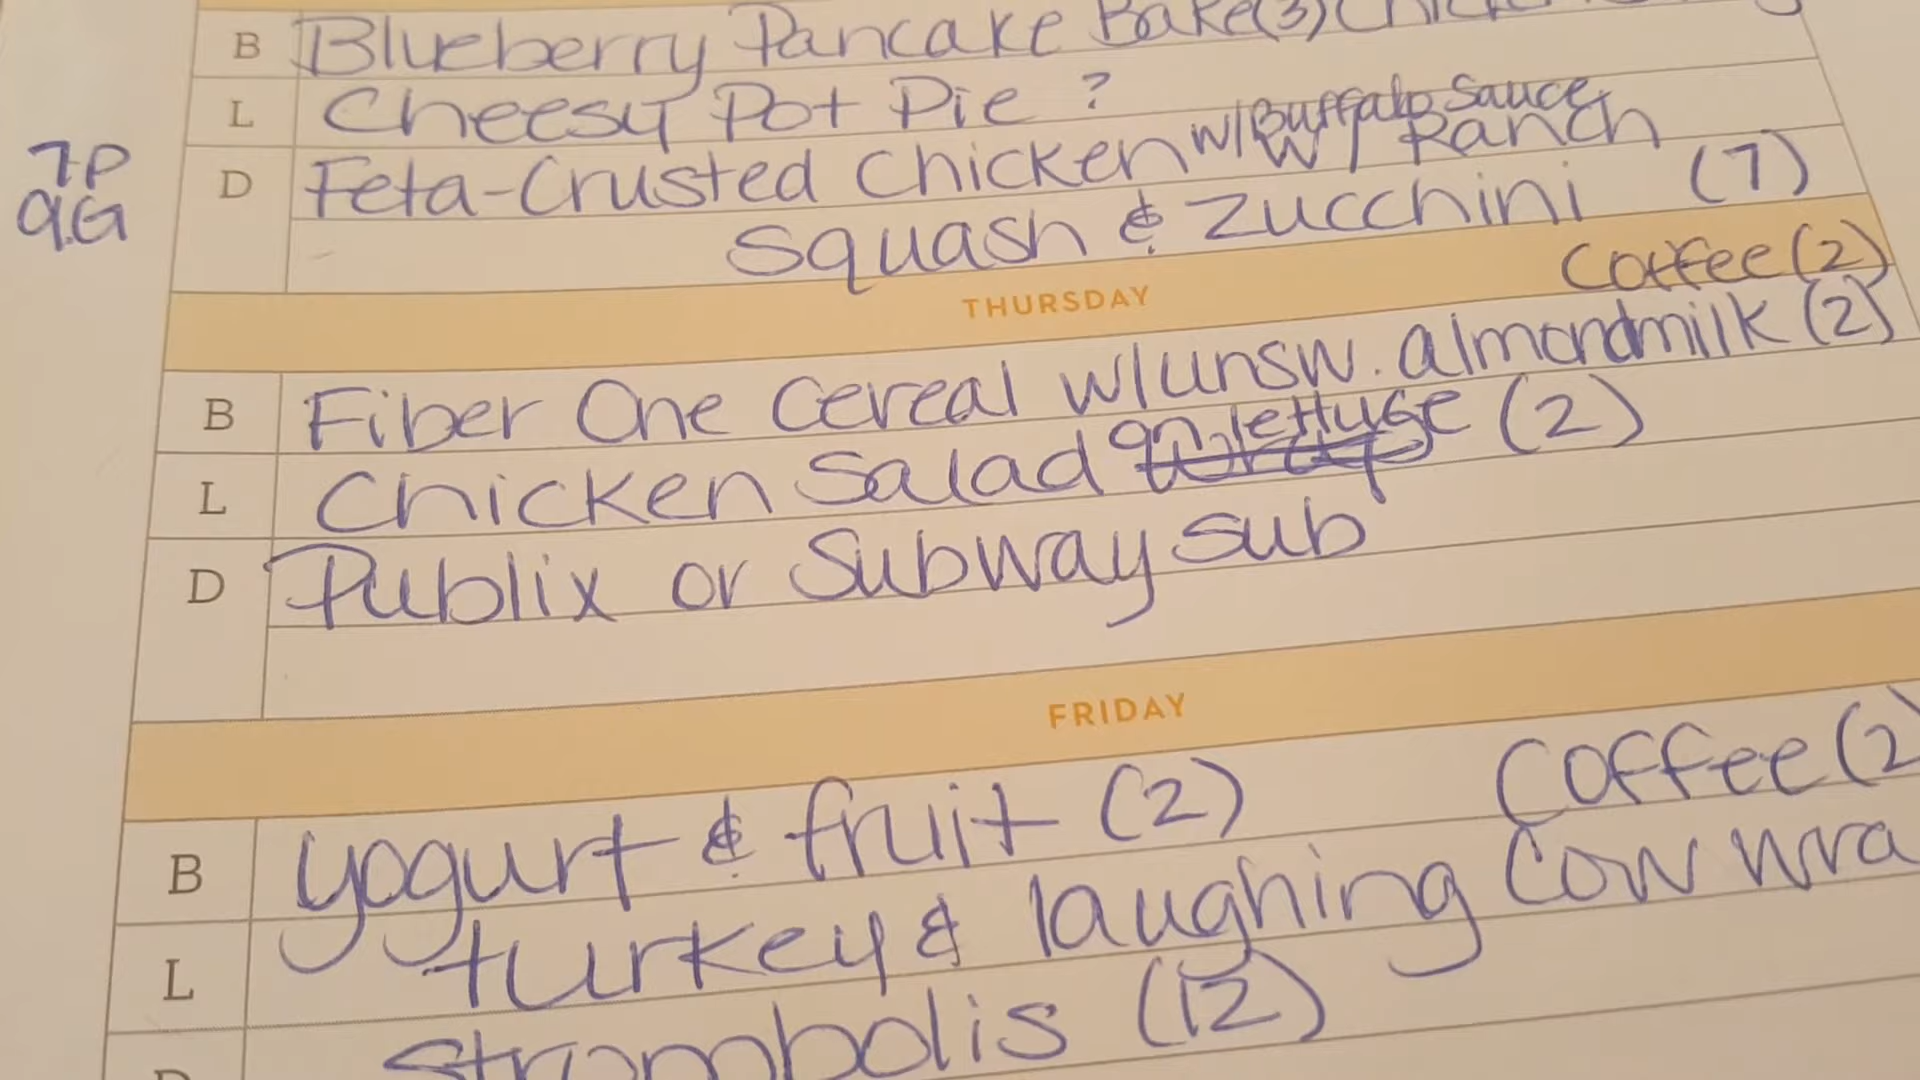 B Blueberry Pancake Bake (3)
L Cheesy Pot Pie ?
w/Buffalo Sauce
7P
D Feta-Crusted Chicken w/ Ranch
9G
Squash & Zucchini (7)
Coffee (2)
THURSDAY
B Fiber One Cereal w/unsw. almondmilk (2)
L Chicken Salad on lettuce (2)
D Publix or Subway sub
FRIDAY
Coffee (2
B yogurt & fruit (2)
L turkey & laughing cow wra
D strombolis (12)